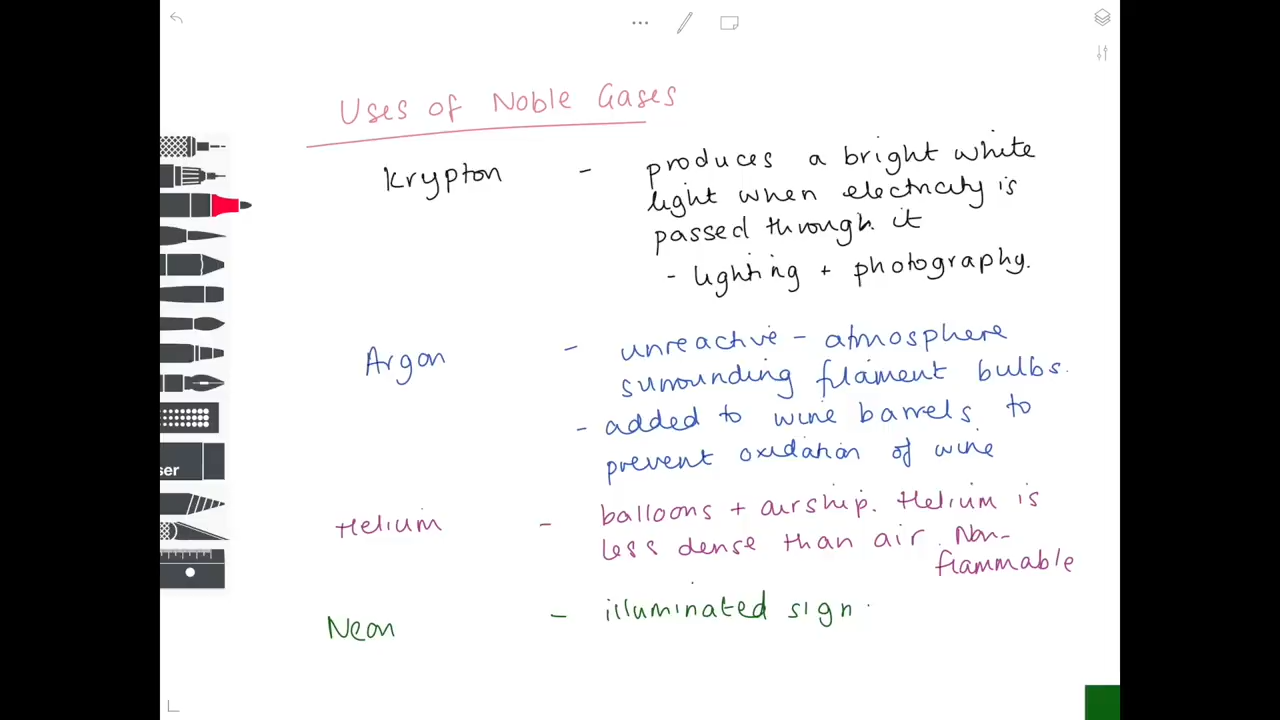 Uses of Noble Gases
Krypton - produces a bright white
light when electricity is
passed through it
- lighting + photography.
Argon - unreactive - atmosphere
surrounding filament bulbs.
- added to wine barrels to
prevent oxidation of wine
Helium - balloons + airship. Helium is
less dense than air. Non-
flammable
Neon - illuminated sign.
ser